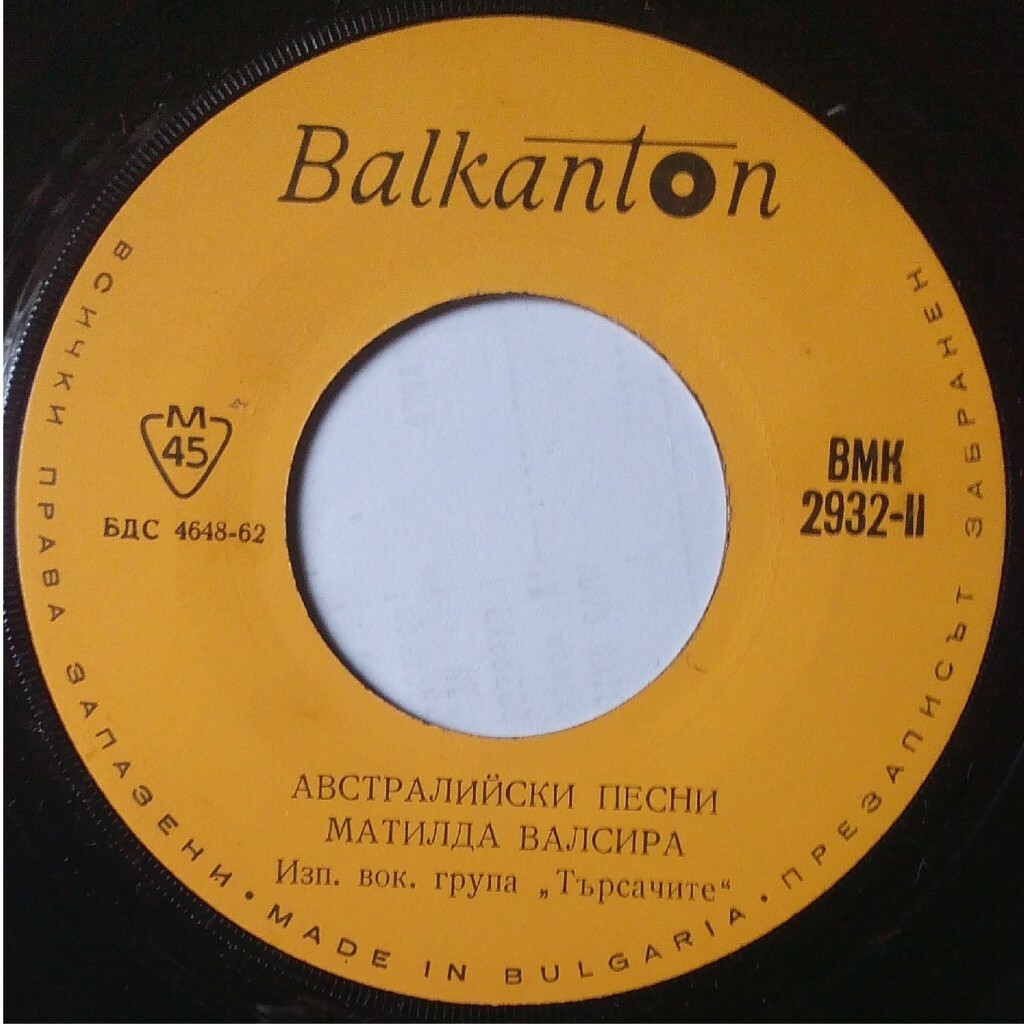 Balkanton
ВСИЧКИ ПРАВА ЗАПАЗЕНИ • MADE IN BULGARIA • ПРЕЗАПИСЪТ ЗАБРАНЕН
М
45
БДС 4648-62
ВМК
2932-II
АВСТРАЛИЙСКИ ПЕСНИ
МАТИЛДА ВАЛСИРА
Изп. вок. група „Търсачите“